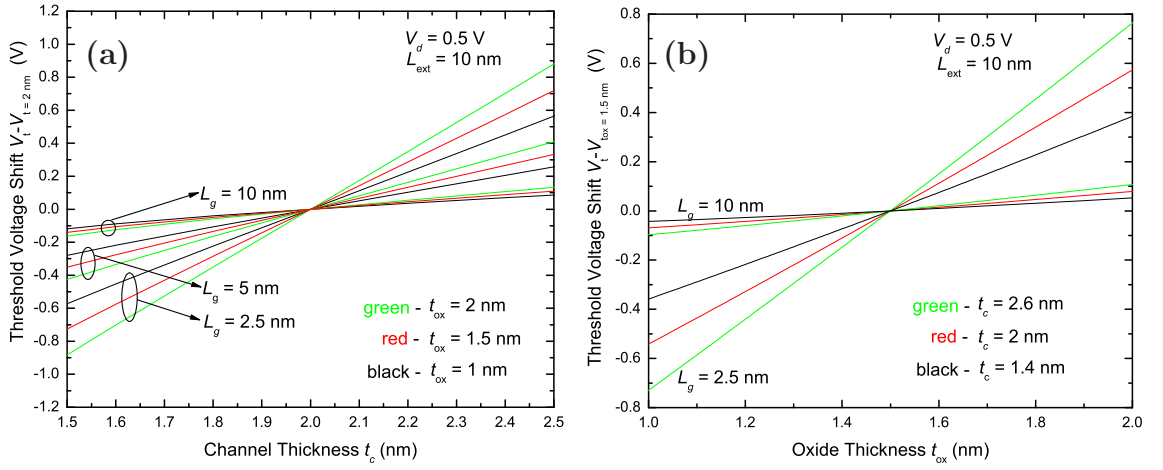 (a)
V_d = 0.5 V
L_ext = 10 nm
L_g = 10 nm
L_g = 5 nm
L_g = 2.5 nm
green - t_ox = 2 nm
red - t_ox = 1.5 nm
black - t_ox = 1 nm
Threshold Voltage Shift V_t-V_t = 2 nm (V)
1.2
1.0
0.8
0.6
0.4
0.2
0.0
-0.2
-0.4
-0.6
-0.8
-1.0
-1.2
1.5 1.6 1.7 1.8 1.9 2.0 2.1 2.2 2.3 2.4 2.5
Channel Thickness t_c (nm)
(b)
V_d = 0.5 V
L_ext = 10 nm
L_g = 10 nm
green - t_c = 2.6 nm
red - t_c = 2 nm
black - t_c = 1.4 nm
L_g = 2.5 nm
Threshold Voltage Shift V_t-V_tox = 1.5 nm (V)
0.8
0.6
0.4
0.2
0.0
-0.2
-0.4
-0.6
-0.8
1.0 1.2 1.4 1.6 1.8 2.0
Oxide Thickness t_ox (nm)